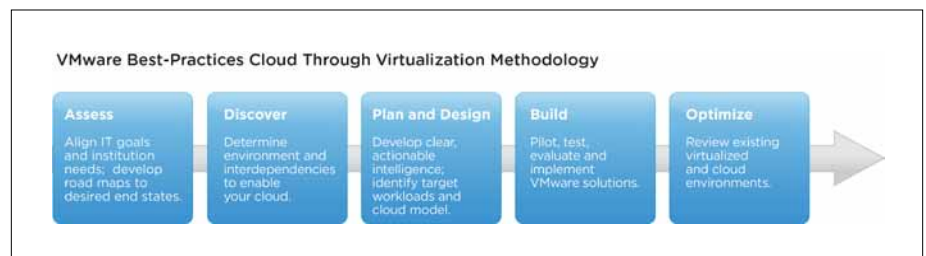 VMware Best-Practices Cloud Through Virtualization Methodology
Assess
Align IT goals
and institution
needs; develop
road maps to
desired end states.
Discover
Determine
environment and
interdependencies
to enable
your cloud.
Plan and Design
Develop clear,
actionable
intelligence;
identify target
workloads and
cloud model.
Build
Pilot, test,
evaluate and
implement
VMware solutions.
Optimize
Review existing
virtualized
and cloud
environments.